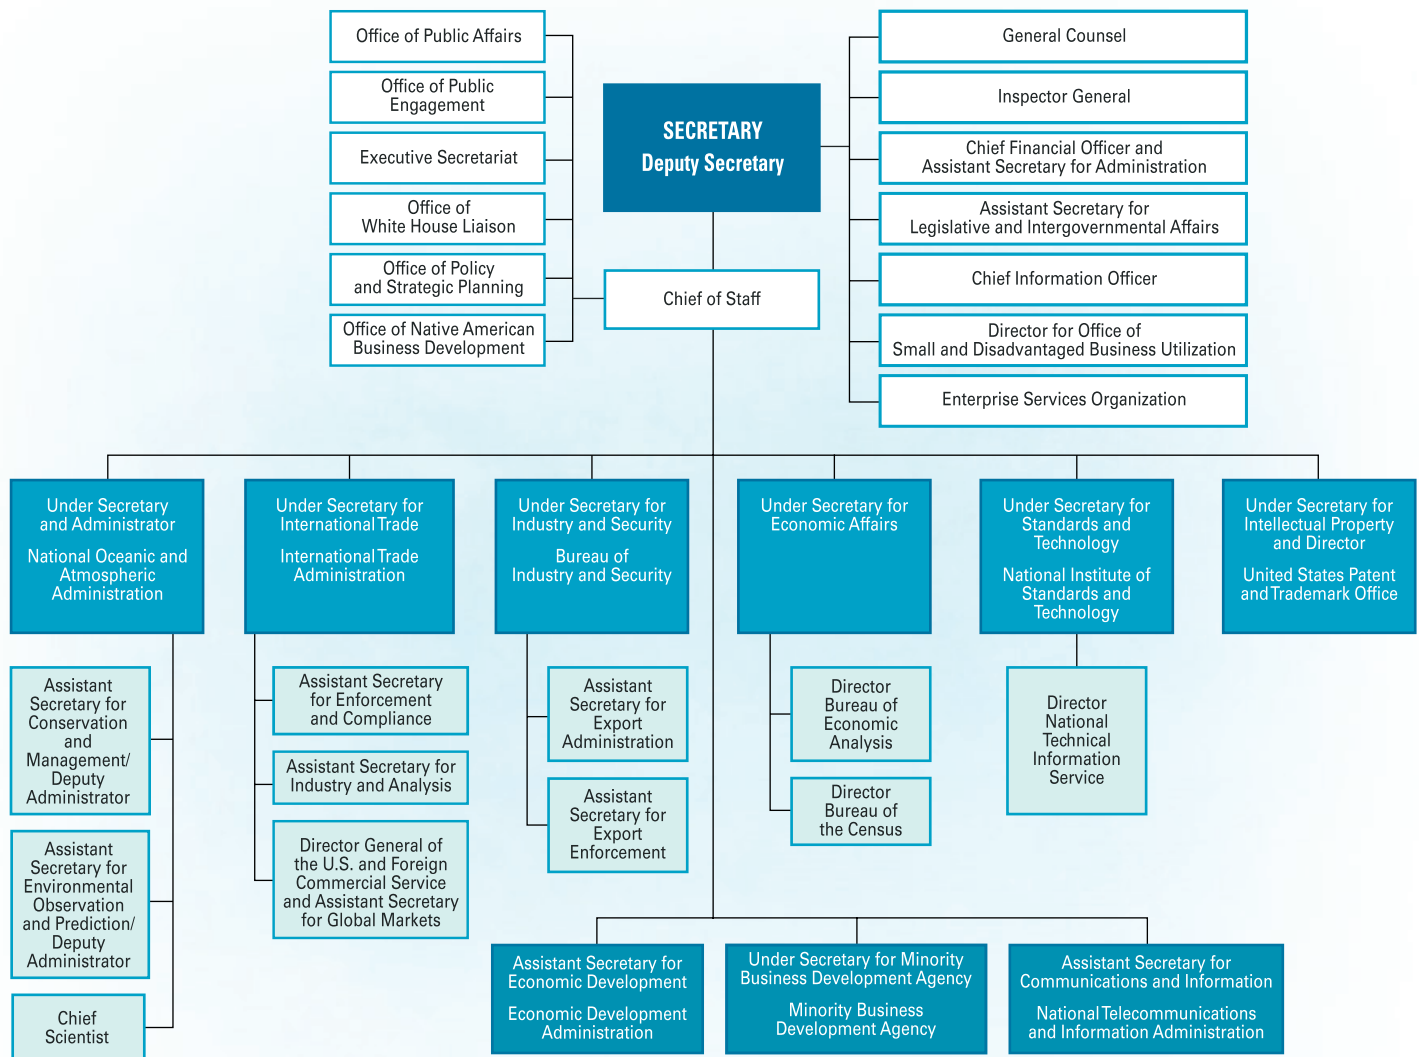 Office of Public Affairs
Office of Public
Engagement
Executive Secretariat
Office of
White House Liaison
Office of Policy
and Strategic Planning
Office of Native American
Business Development
SECRETARY
Deputy Secretary
Chief of Staff
General Counsel
Inspector General
Chief Financial Officer and
Assistant Secretary for Administration
Assistant Secretary for
Legislative and Intergovernmental Affairs
Chief Information Officer
Director for Office of
Small and Disadvantaged Business Utilization
Enterprise Services Organization
Under Secretary
and Administrator
National Oceanic and
Atmospheric
Administration
Under Secretary for
International Trade
International Trade
Administration
Under Secretary for
Industry and Security
Bureau of
Industry and Security
Under Secretary for
Economic Affairs
Under Secretary for
Standards and
Technology
National Institute of
Standards and
Technology
Under Secretary for
Intellectual Property
and Director
United States Patent
and Trademark Office
Assistant
Secretary for
Conservation
and
Management/
Deputy
Administrator
Assistant
Secretary for
Environmental
Observation
and Prediction/
Deputy
Administrator
Chief
Scientist
Assistant Secretary
for Enforcement
and Compliance
Assistant Secretary for
Industry and Analysis
Director General of
the U.S. and Foreign
Commercial Service
and Assistant Secretary
for Global Markets
Assistant
Secretary for
Export
Administration
Assistant
Secretary for
Export
Enforcement
Director
Bureau of
Economic
Analysis
Director
Bureau of
the Census
Director
National
Technical
Information
Service
Assistant Secretary for
Economic Development
Economic Development
Administration
Under Secretary for Minority
Business Development Agency
Minority Business
Development Agency
Assistant Secretary for
Communications and Information
National Telecommunications
and Information Administration